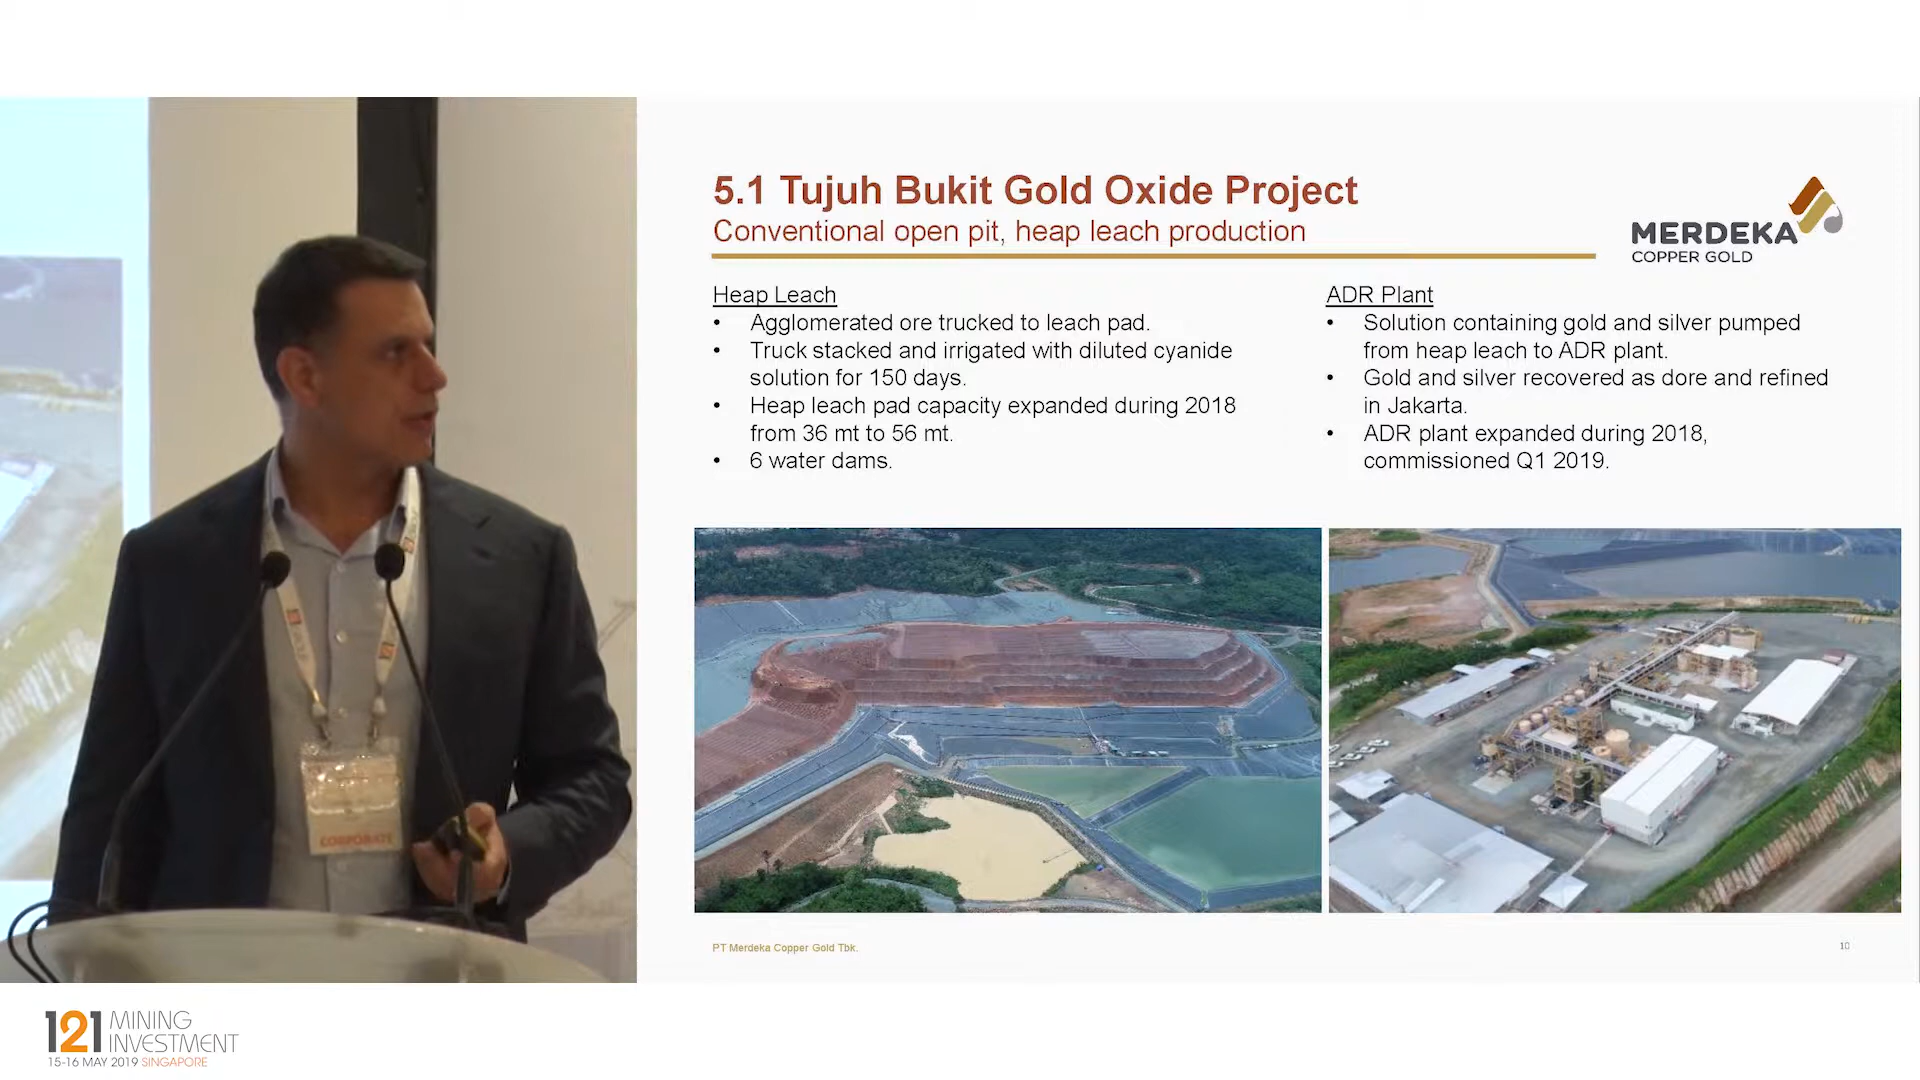 5.1 Tujuh Bukit Gold Oxide Project
Conventional open pit, heap leach production
MERDEKA
COPPER GOLD
Heap Leach
• Agglomerated ore trucked to leach pad.
• Truck stacked and irrigated with diluted cyanide
solution for 150 days.
• Heap leach pad capacity expanded during 2018
from 36 mt to 56 mt.
• 6 water dams.
ADR Plant
• Solution containing gold and silver pumped
from heap leach to ADR plant.
• Gold and silver recovered as dore and refined
in Jakarta.
• ADR plant expanded during 2018,
commissioned Q1 2019.
CORPORATE
PT Merdeka Copper Gold Tbk.
10
121 MINING
INVESTMENT
15-16 MAY 2019 SINGAPORE